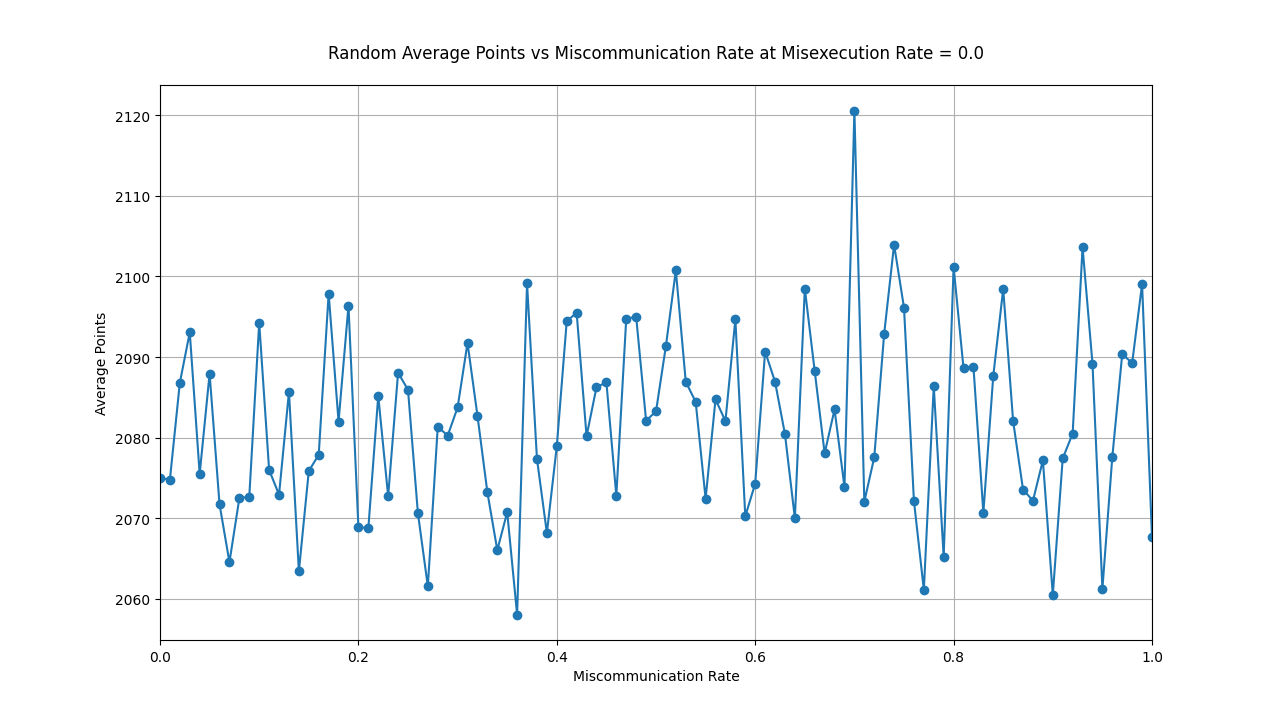 Random Average Points vs Miscommunication Rate at Misexecution Rate = 0.0
2120
2110
2100
2090
2080
2070
2060
Average Points
0.0 0.2 0.4 0.6 0.8 1.0
Miscommunication Rate